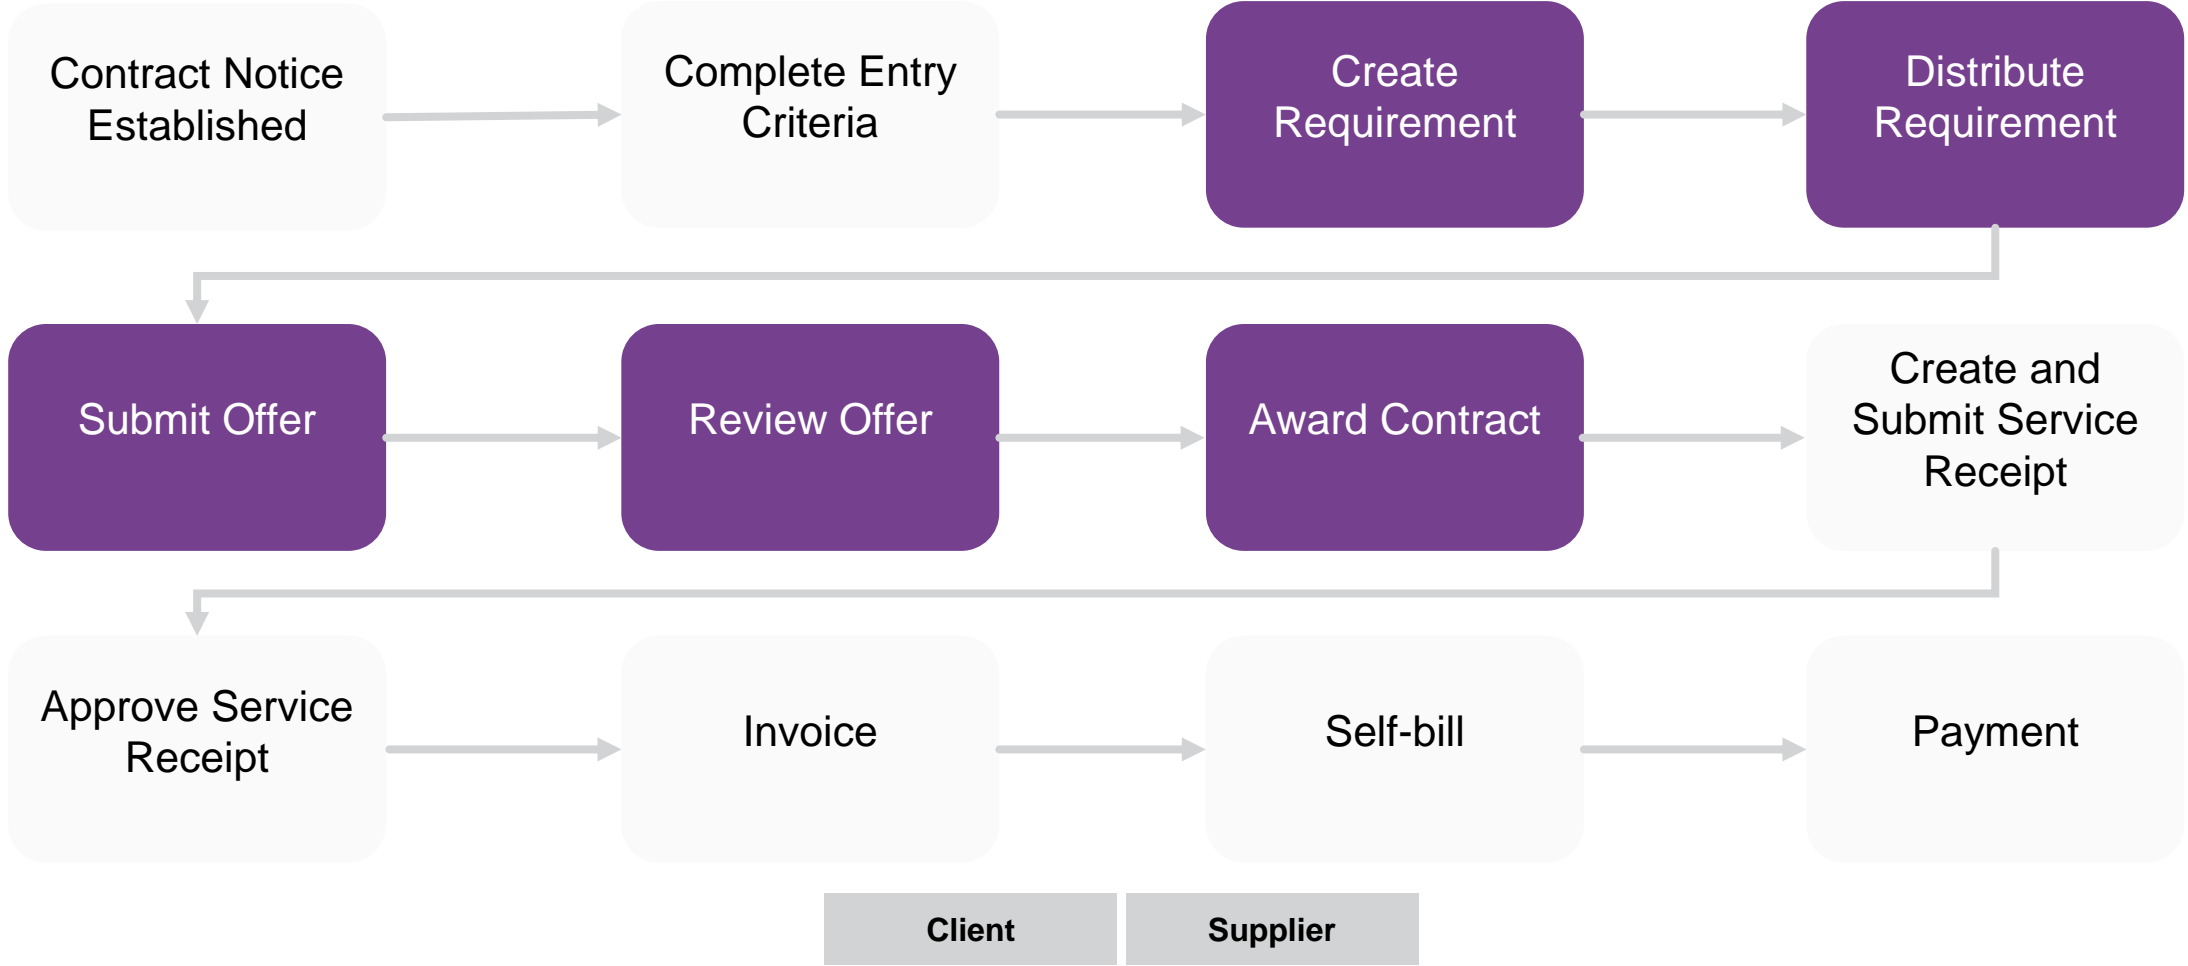 Contract Notice
Established
Complete Entry
Criteria
Create
Requirement
Distribute
Requirement
Submit Offer
Review Offer
Award Contract
Create and
Submit Service
Receipt
Approve Service
Receipt
Invoice
Self-bill
Payment
Client
Supplier